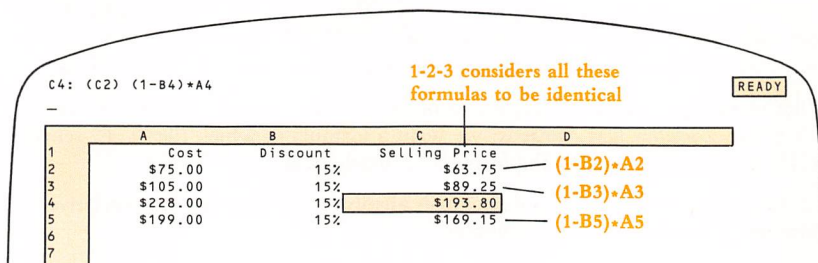 C4: (C2) (1-B4)*A4
1-2-3 considers all these
formulas to be identical
READY
A B C D
1 Cost Discount Selling Price
2 $75.00 15% $63.75 (1-B2)*A2
3 $105.00 15% $89.25 (1-B3)*A3
4 $228.00 15% $193.80
5 $199.00 15% $169.15 (1-B5)*A5
6
7